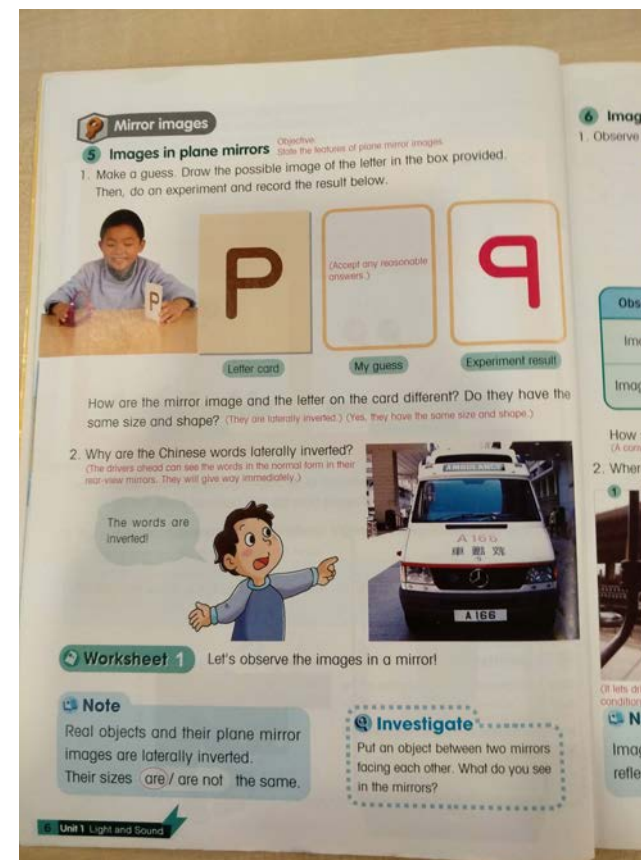 Mirror images
5 Images in plane mirrors
Objective:
State the features of plane mirror images.
1. Make a guess. Draw the possible image of the letter in the box provided.
Then, do an experiment and record the result below.
P
P
(Accept any reasonable
answers.)
Letter card
My guess
Experiment result
How are the mirror image and the letter on the card different? Do they have the
same size and shape? (They are laterally inverted.) (Yes, they have the same size and shape.)
2. Why are the Chinese words laterally inverted?
(The drivers ahead can see the words in the normal form in their
rear-view mirrors. They will give way immediately.)
The words are
inverted!
AMBULANCE
A166
A166
Worksheet 1 Let's observe the images in a mirror!
Note
Real objects and their plane mirror
images are laterally inverted.
Their sizes are / are not the same.
Investigate
Put an object between two mirrors
facing each other. What do you see
in the mirrors?
6 Unit 1 Light and Sound
6 Imag
1. Observe
Obs
Ima
How
2. Wher
1
N
Imag
refle